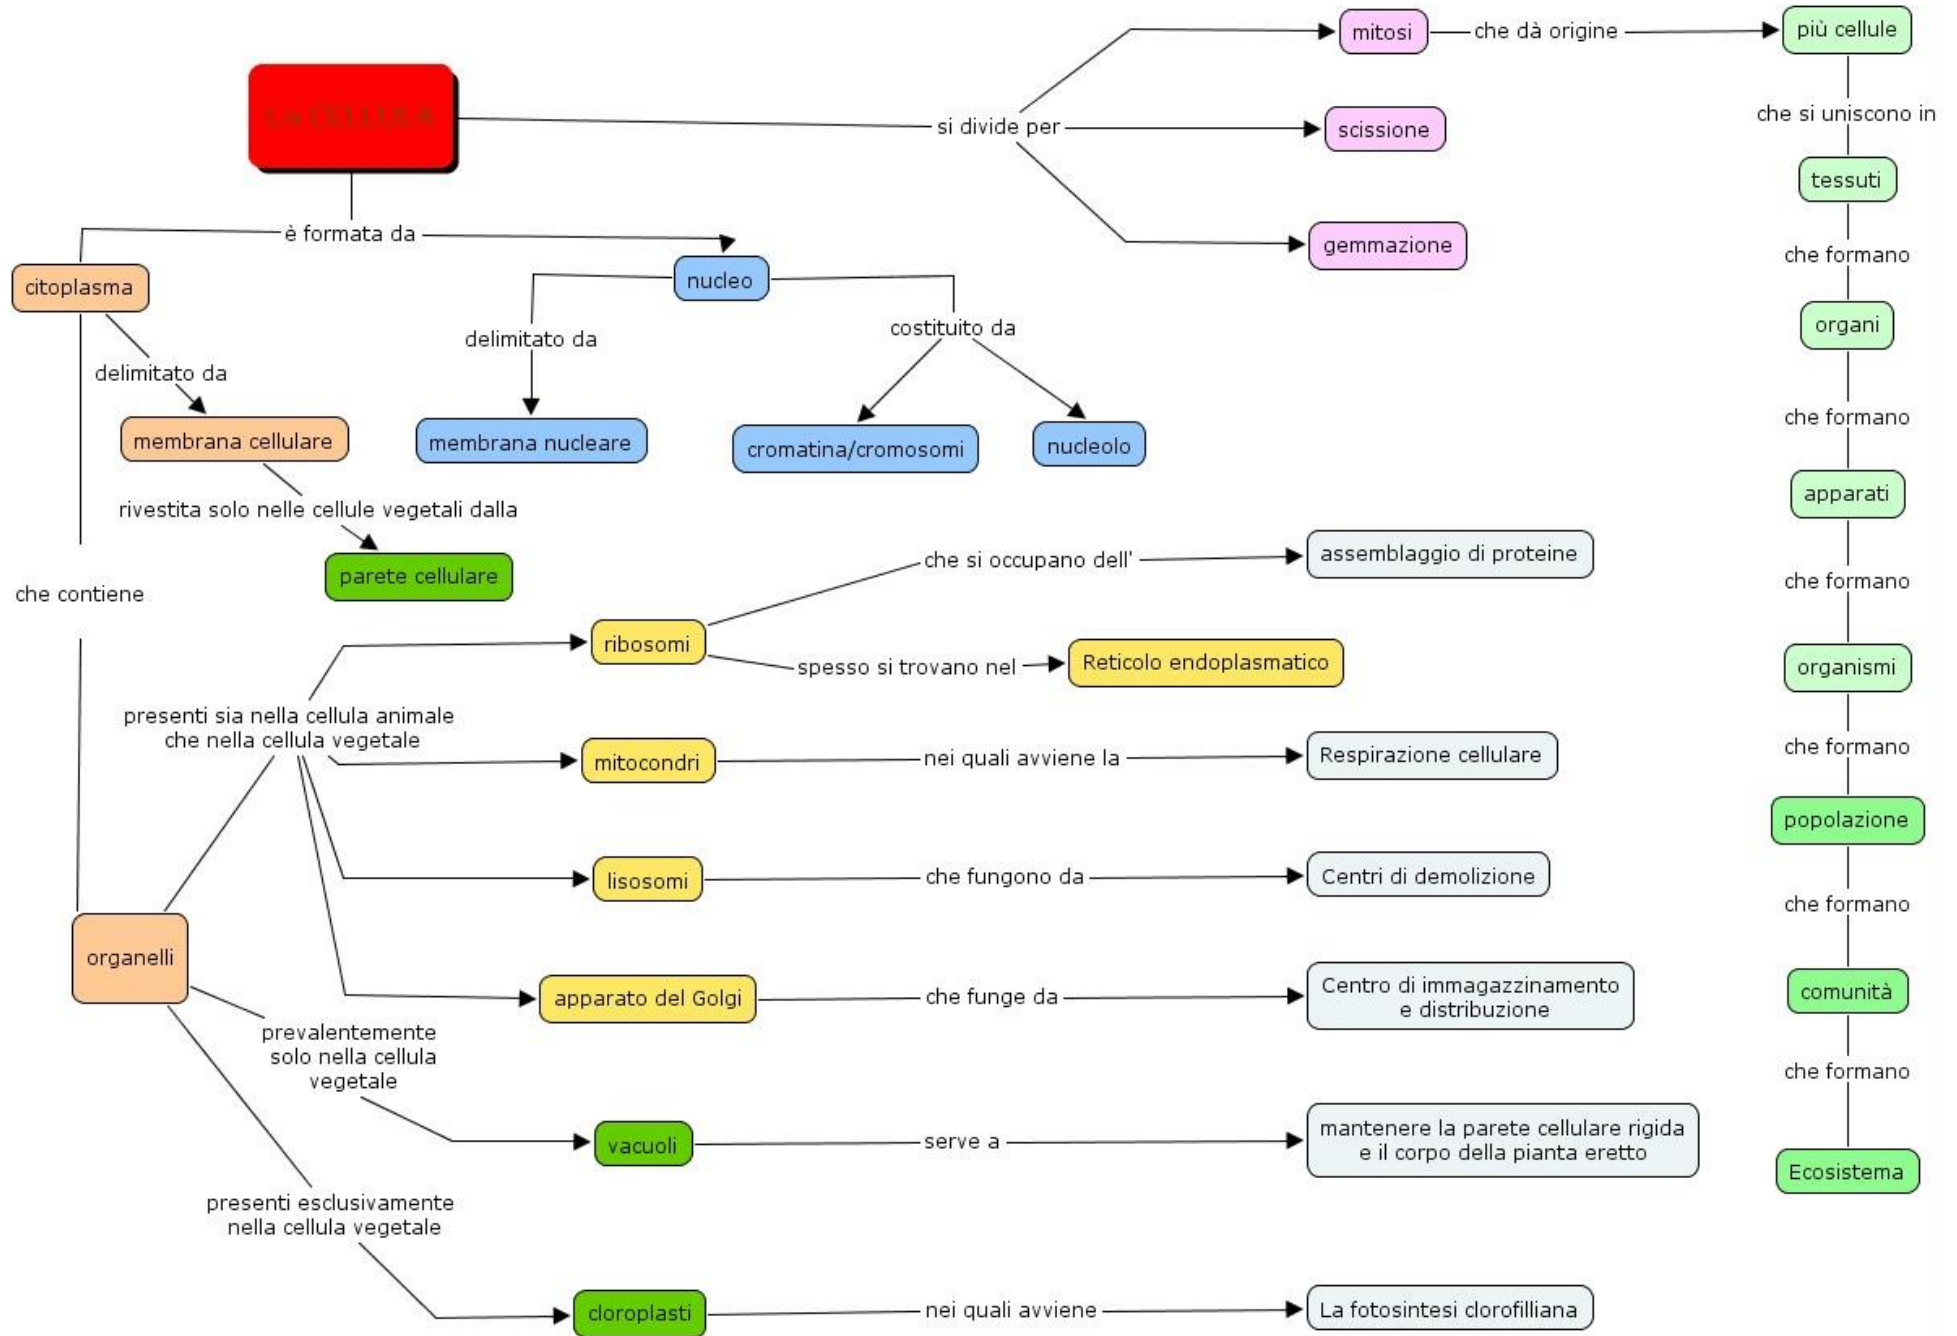 LA CELLULA
si divide per
mitosi
che dà origine
più cellule
scissione
gemmazione
che si uniscono in
tessuti
che formano
organi
che formano
apparati
che formano
organismi
che formano
popolazione
che formano
comunità
che formano
Ecosistema
è formata da
citoplasma
nucleo
delimitato da
membrana cellulare
rivestita solo nelle cellule vegetali dalla
parete cellulare
delimitato da
membrana nucleare
costituito da
cromatina/cromosomi
nucleolo
che contiene
organelli
presenti sia nella cellula animale
che nella cellula vegetale
ribosomi
che si occupano dell'
assemblaggio di proteine
spesso si trovano nel
Reticolo endoplasmatico
mitocondri
nei quali avviene la
Respirazione cellulare
lisosomi
che fungono da
Centri di demolizione
apparato del Golgi
che funge da
Centro di immagazzinamento
e distribuzione
prevalentemente
solo nella cellula
vegetale
vacuoli
serve a
mantenere la parete cellulare rigida
e il corpo della pianta eretto
presenti esclusivamente
nella cellula vegetale
cloroplasti
nei quali avviene
La fotosintesi clorofilliana